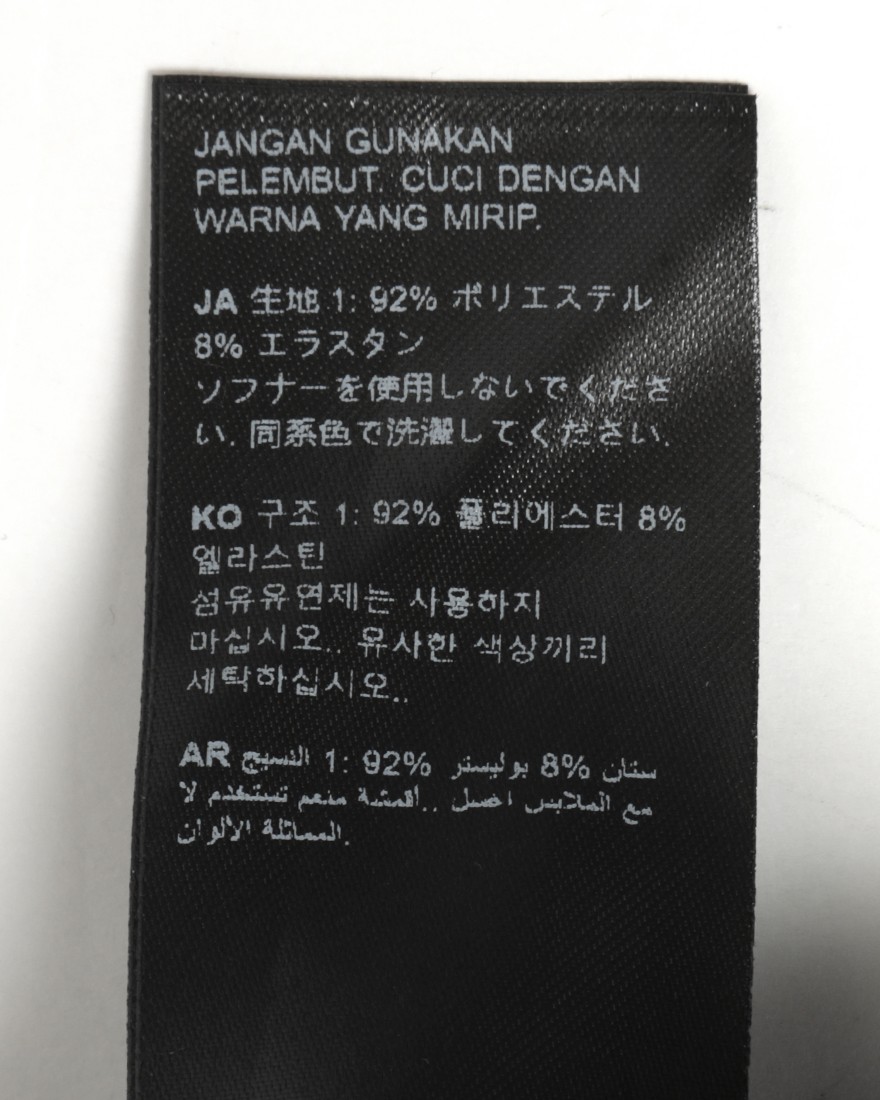 JANGAN GUNAKAN
PELEMBUT. CUCI DENGAN
WARNA YANG MIRIP.
JA 生地 1: 92% ポリエステル
8% エラスタン
ソフナーを使用しないでくださ
い. 同系色で洗濯してください.
KO 구조 1: 92% 폴리에스터 8%
엘라스틴
섬유유연제는 사용하지
마십시오.. 유사한 색상끼리
세탁하십시오..
AR النسيج 1: 92% بوليستر 8% ستان
لا تستخدم منعم أقمشة.. اغسل الملابس مع
الألوان المماثلة.